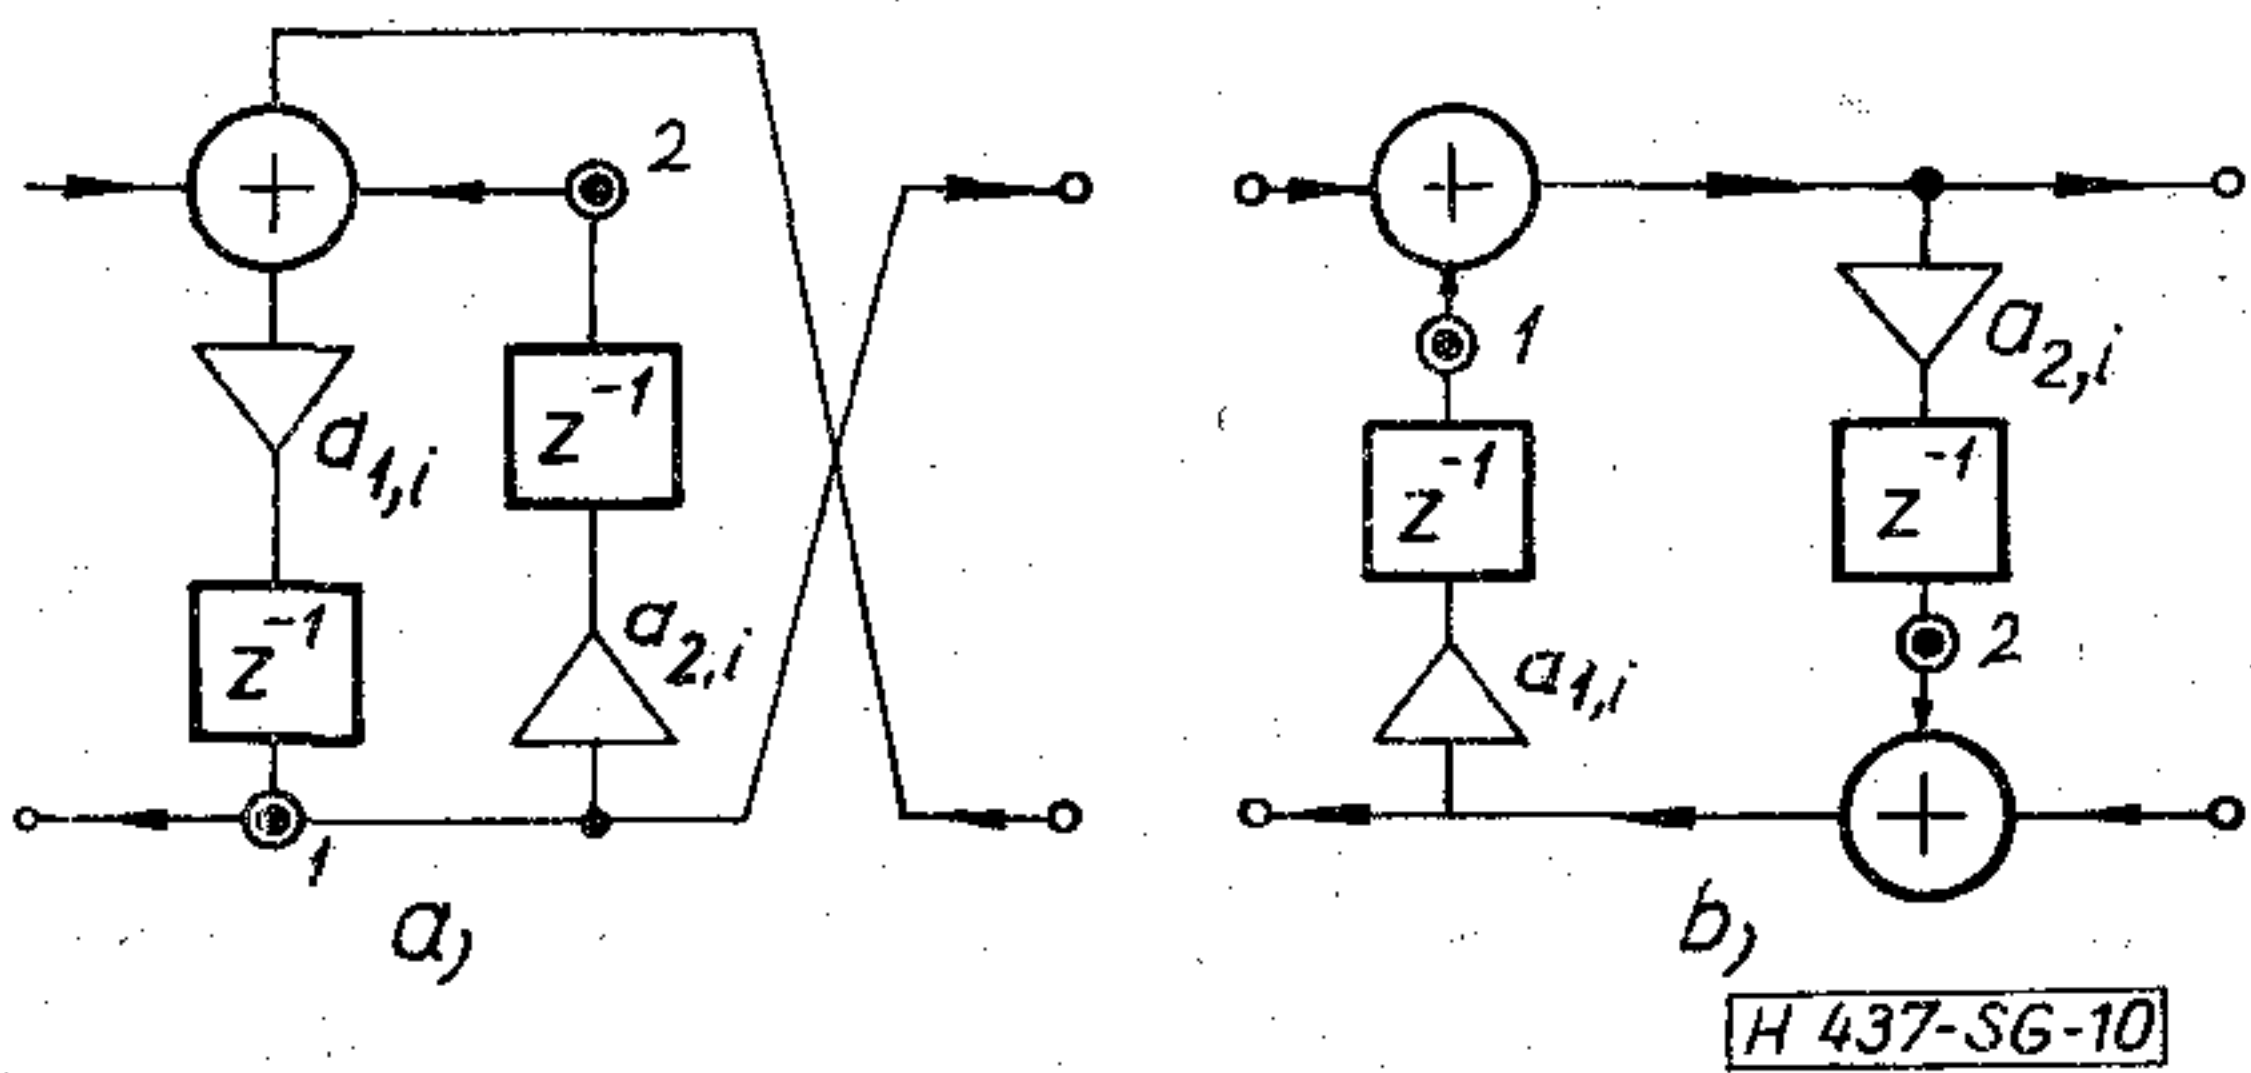 2
1
a1,i
a2,i
z-1
z-1
a2,i
z-1
z-1
a1,i
2
1
a,
b,
H 437-SG-10